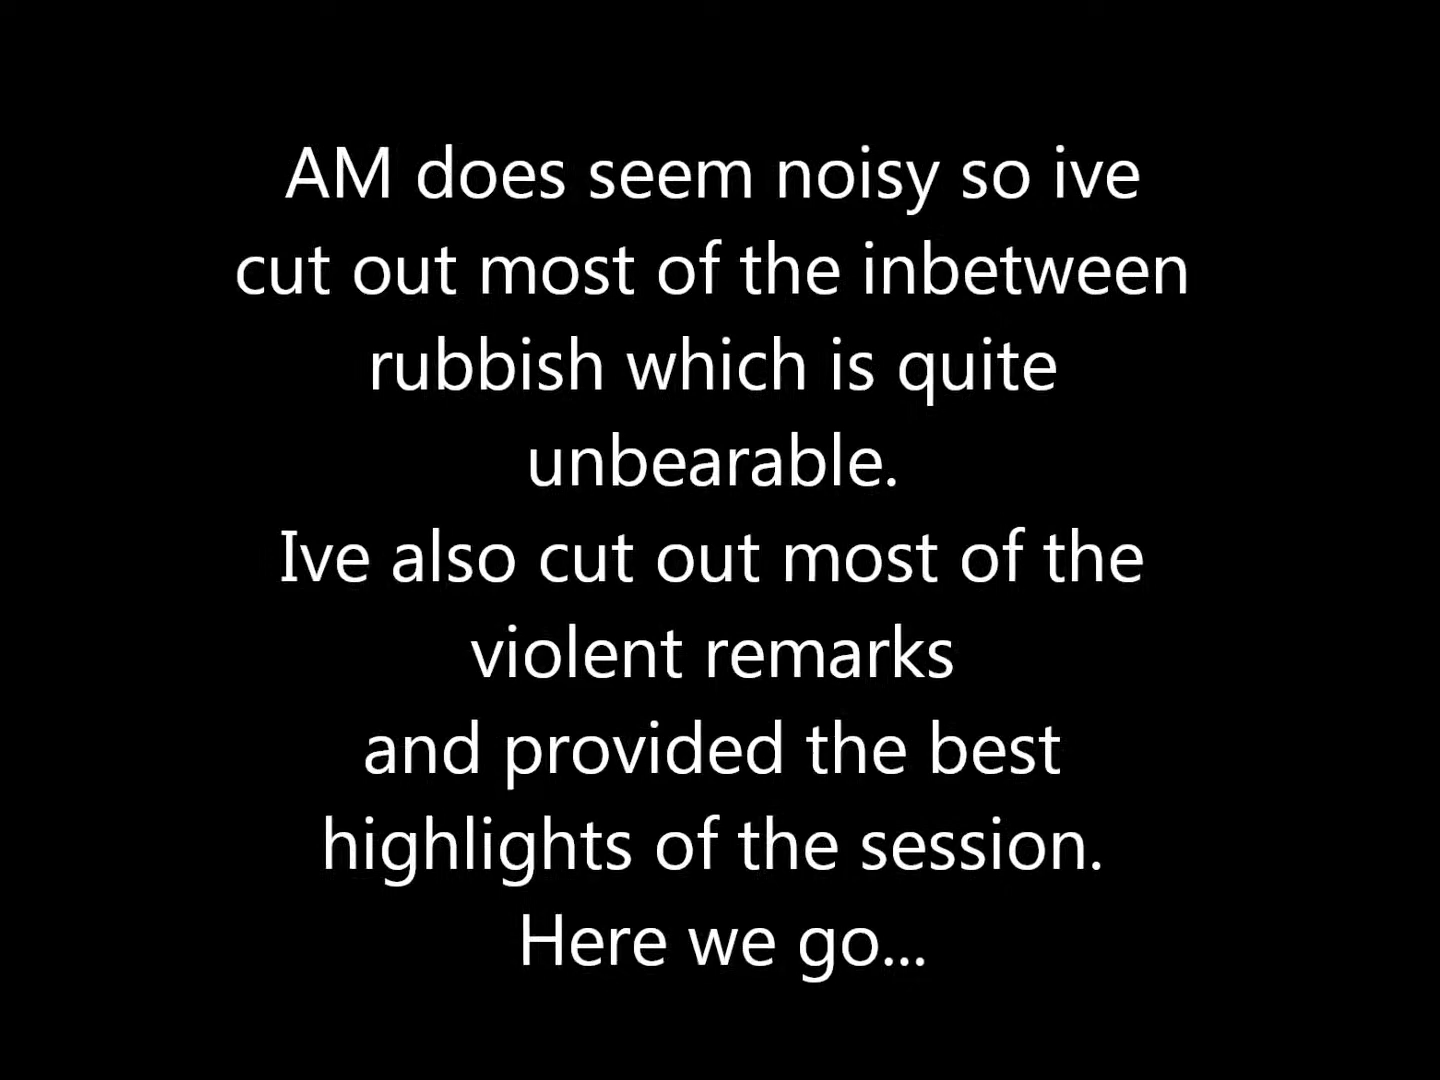 AM does seem noisy so ive
cut out most of the inbetween
rubbish which is quite
unbearable.
Ive also cut out most of the
violent remarks
and provided the best
highlights of the session.
Here we go...